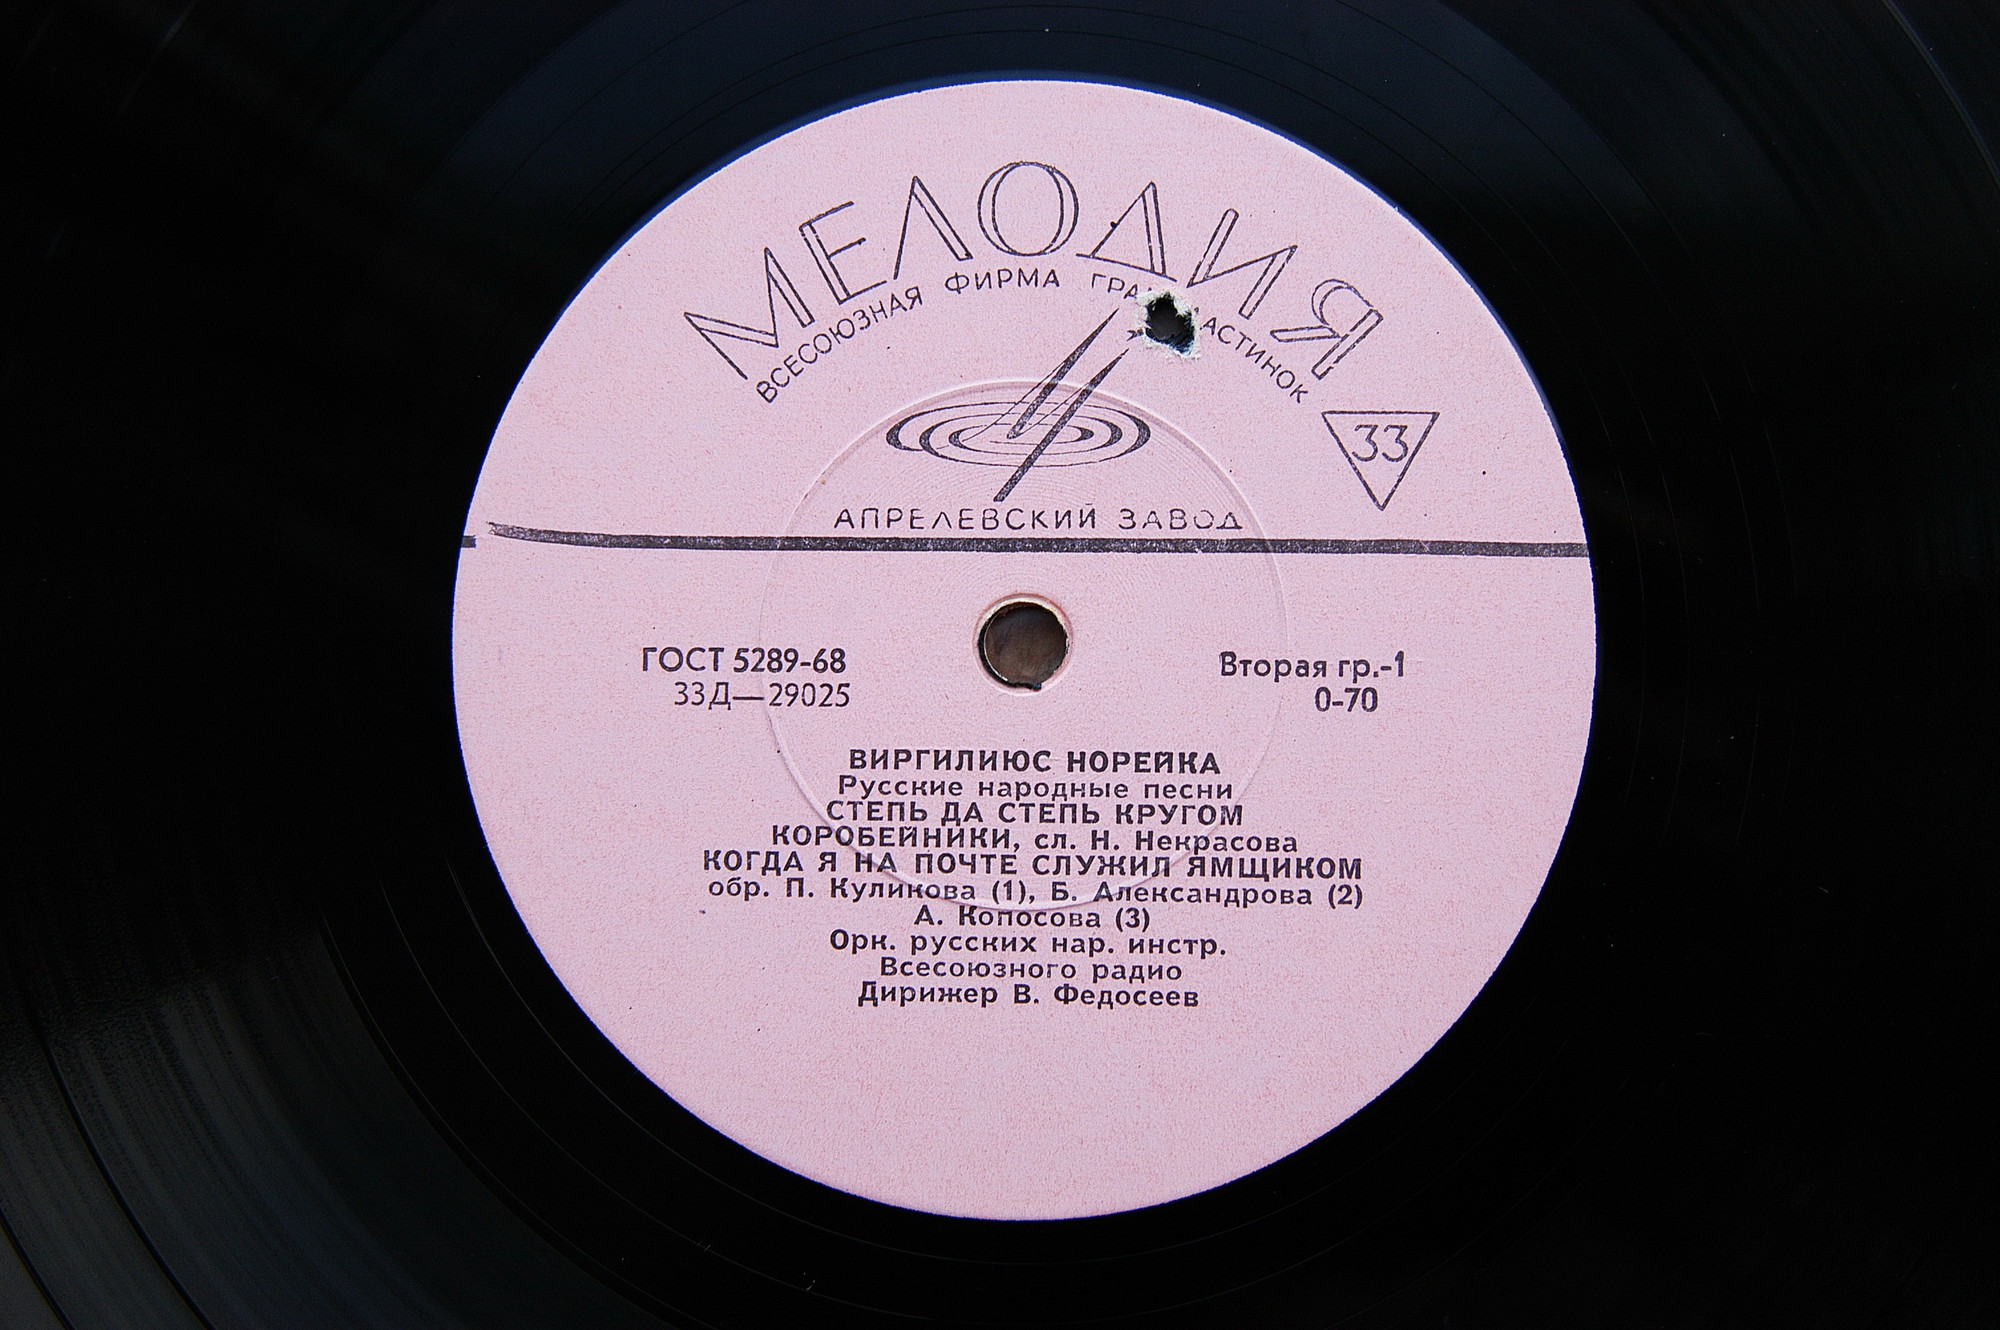 МЕЛОДИЯ
ВСЕСОЮЗНАЯ ФИРМА
АПРЕЛЕВСКИЙ ЗАВОД
33
ГОСТ 5289-68
33Д—29025
Вторая гр.-1
0-70
ВИРГИЛИЮС НОРЕЙКА
Русские народные песни
СТЕПЬ ДА СТЕПЬ КРУГОМ
КОРОБЕЙНИКИ, сл. Н. Некрасова
КОГДА Я НА ПОЧТЕ СЛУЖИЛ ЯМЩИКОМ
обр. П. Куликова (1), Б. Александрова (2)
А. Копосова (3)
Орк. русских нар. инстр.
Всесоюзного радио
Дирижер В. Федосеев